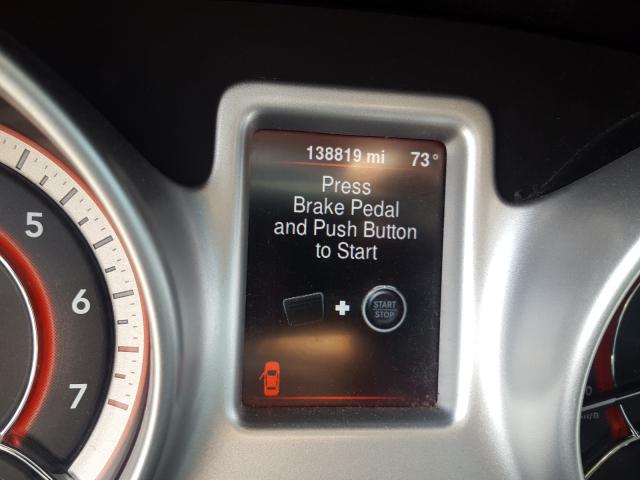 138819 mi 73°
Press
Brake Pedal
and Push Button
to Start
START
STOP
5
6
7